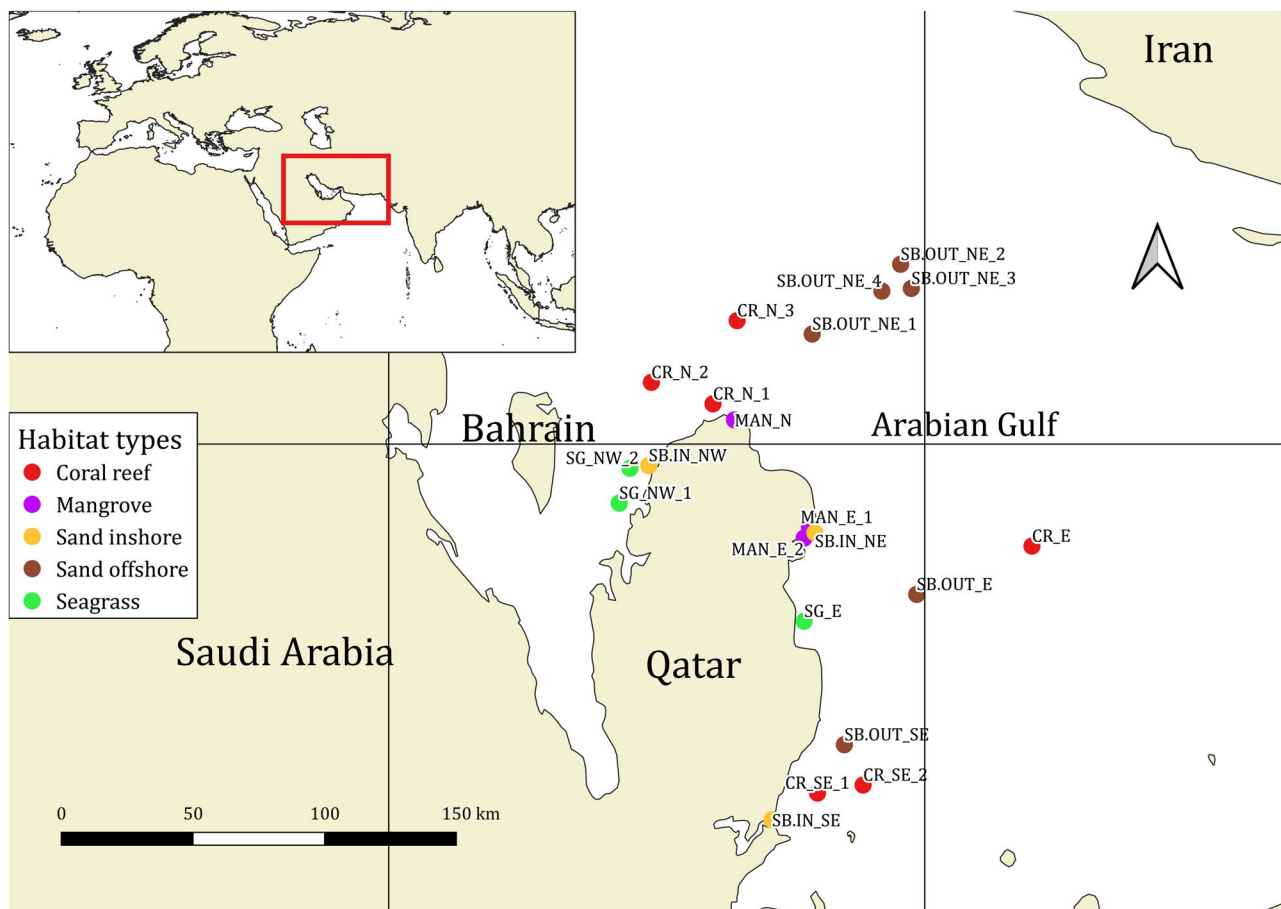 Iran
SB.OUT_NE_2
SB.OUT_NE_4
SB.OUT_NE_3
CR_N_3
SB.OUT_NE_1
CR_N_2
CR_N_1
MAN_N
Bahrain
Arabian Gulf
Habitat types
Coral reef
Mangrove
Sand inshore
Sand offshore
Seagrass
SG_NW_2
SB.IN_NW
SG_NW_1
MAN_E_1
MAN_E_2
SB.IN_NE
CR_E
SB.OUT_E
SG_E
Saudi Arabia
Qatar
SB.OUT_SE
CR_SE_1
CR_SE_2
SB.IN_SE
0 50 100 150 km